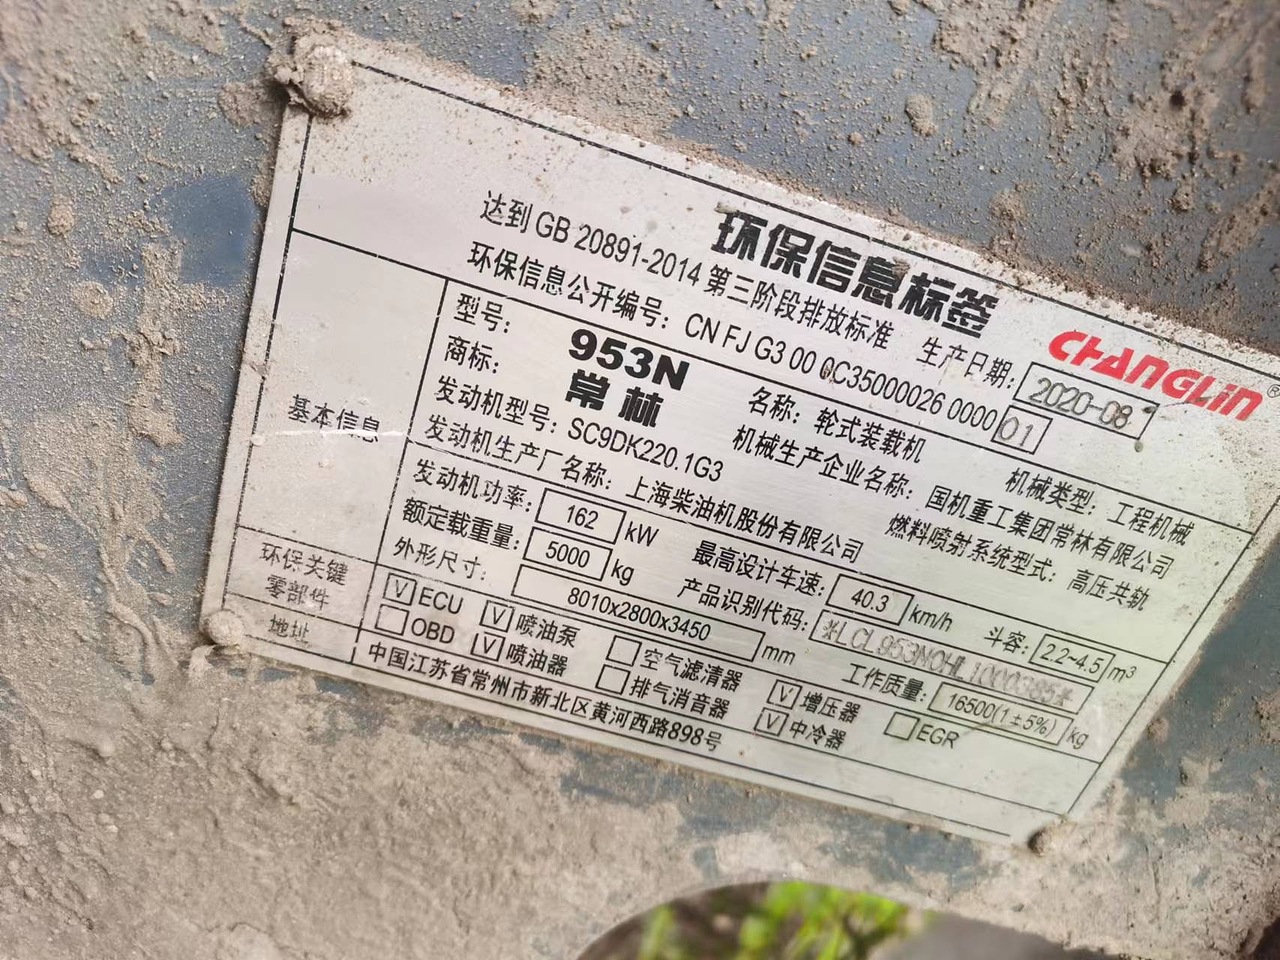 环保信息标签
CHANGLIN®
达到 GB 20891-2014 第三阶段排放标准 生产日期: 2020-08
环保信息公开编号: CN FJ G3 00 0C35000026 0000 01
基本信息
型号: 953N 名称: 轮式装载机 机械类型: 工程机械
商标: 常林 机械生产企业名称: 国机重工集团常林有限公司
发动机型号: SC9DK220.1G3 燃料喷射系统型式: 高压共轨
发动机生产厂名称: 上海柴油机股份有限公司
发动机功率: 162 kW 最高设计车速: 40.3 km/h 斗容: 2.2~4.5 m³
额定载重量: 5000 kg 产品识别代码: *LCL953N0HL1000385*
外形尺寸: 8010x2800x3450 mm 工作质量: 16500(1±5%) kg
环保关键零部件
V ECU V 喷油泵 空气滤清器 V 增压器 EGR
OBD V 喷油器 排气消音器 V 中冷器
地址 中国江苏省常州市新北区黄河西路898号